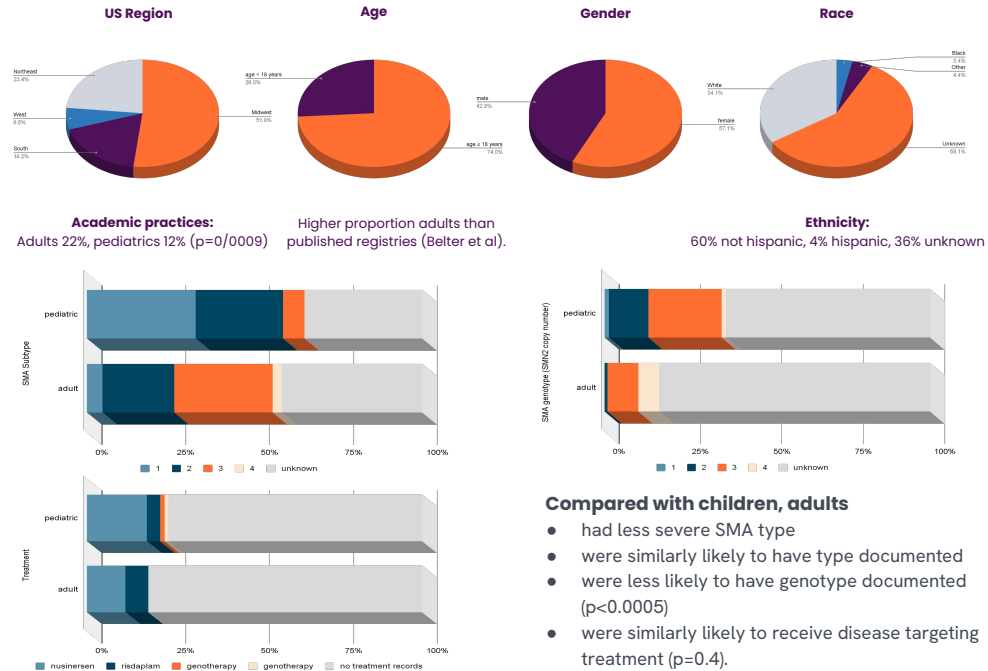 US Region
Age
Gender
Race
Northeast
23.4%
West
6.5%
South
18.2%
Midwest
51.9%
age < 18 years
26.0%
age ≥ 18 years
74.0%
male
42.9%
female
57.1%
White
34.1%
Black
3.4%
Other
4.4%
Unknown
58.1%
Academic practices:
Adults 22%, pediatrics 12% (p=0/0009)
Higher proportion adults than
published registries (Belter et al).
Ethnicity:
60% not hispanic, 4% hispanic, 36% unknown
SMA Subtype
pediatric
adult
0% 25% 50% 75% 100%
1 2 3 4 unknown
SMA genotype (SMN2 copy number)
pediatric
adult
0% 25% 50% 75% 100%
1 2 3 4 unknown
Treatment
pediatric
adult
0% 25% 50% 75% 100%
nusinersen risdaplam genotherapy genotherapy no treatment records
Compared with children, adults
● had less severe SMA type
● were similarly likely to have type documented
● were less likely to have genotype documented
(p<0.0005)
● were similarly likely to receive disease targeting
treatment (p=0.4).